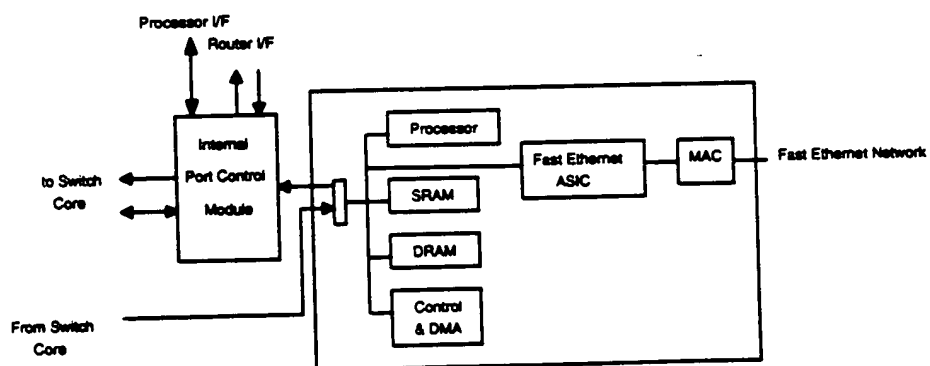 Processor I/F
Router I/F
Internal
Port Control
Module
to Switch
Core
From Switch
Core
Processor
SRAM
DRAM
Control
& DMA
Fast Ethernet
ASIC
MAC
Fast Ethernet Network